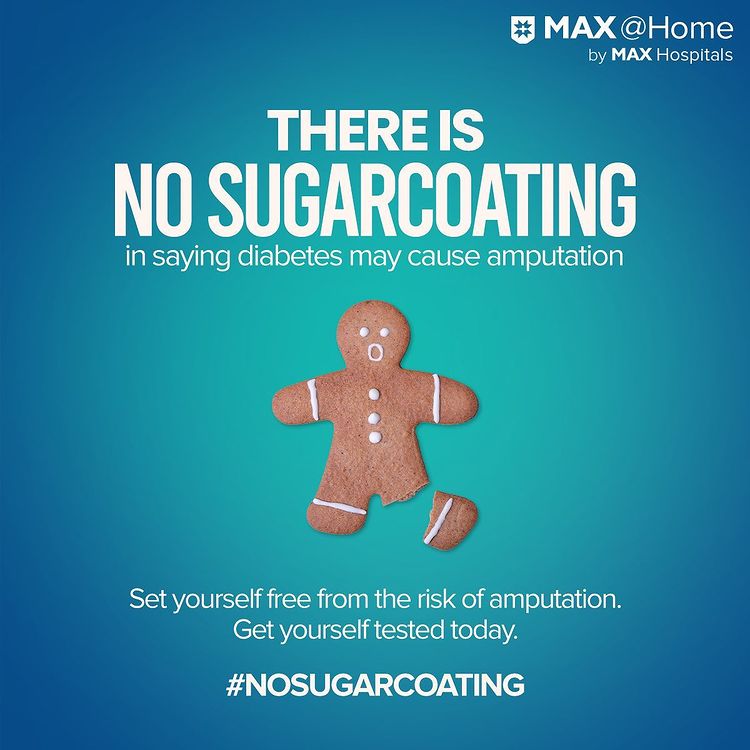 MAX @Home
by MAX Hospitals
THERE IS
NO SUGARCOATING
in saying diabetes may cause amputation
Set yourself free from the risk of amputation.
Get yourself tested today.
#NOSUGARCOATING